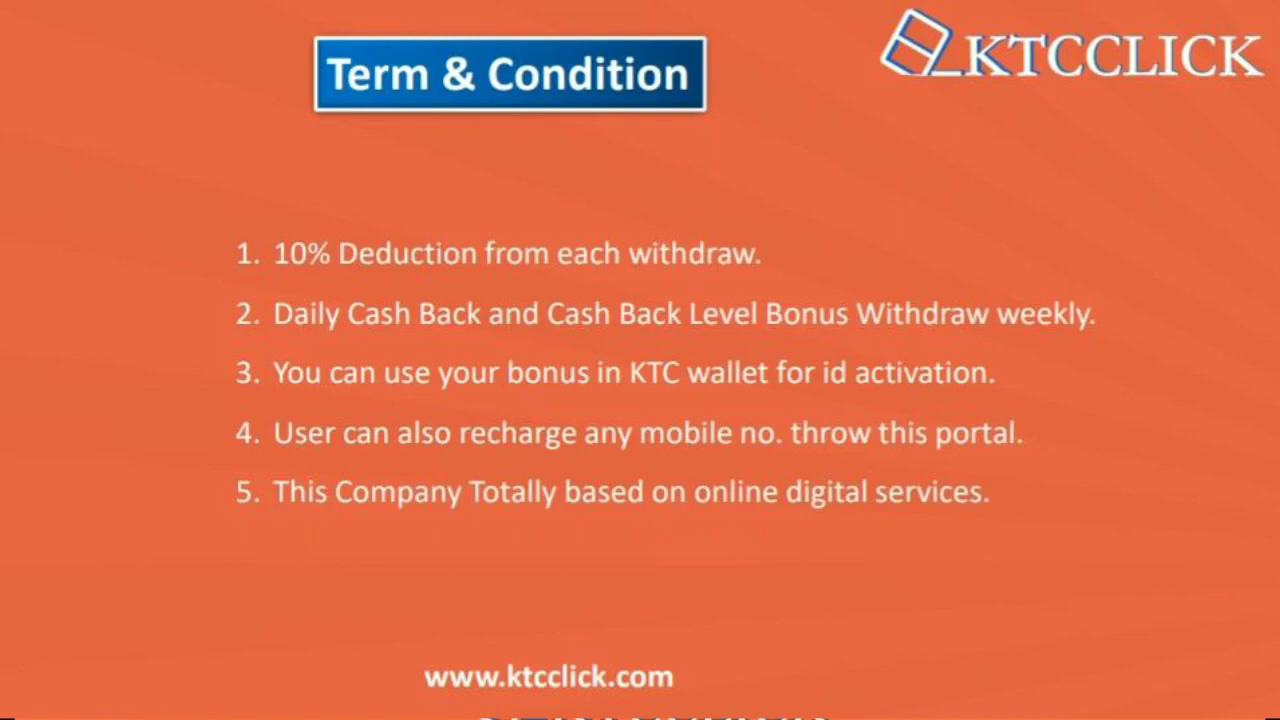 Term & Condition
KTCCLICK
1. 10% Deduction from each withdraw.
2. Daily Cash Back and Cash Back Level Bonus Withdraw weekly.
3. You can use your bonus in KTC wallet for id activation.
4. User can also recharge any mobile no. throw this portal.
5. This Company Totally based on online digital services.
www.ktcclick.com